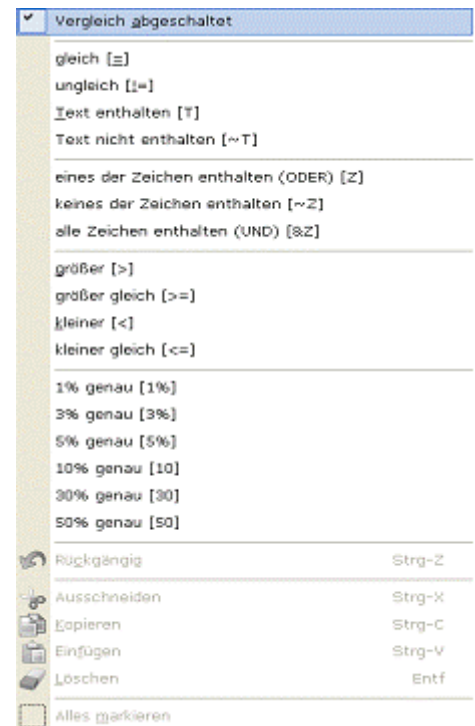 Vergleich abgeschaltet
gleich [=]
ungleich [!=]
Text enthalten [T]
Text nicht enthalten [~T]
eines der Zeichen enthalten (ODER) [Z]
keines der Zeichen enthalten [~Z]
alle Zeichen enthalten (UND) [&Z]
größer [>]
größer gleich [>=]
kleiner [<]
kleiner gleich [<=]
1% genau [1%]
3% genau [3%]
5% genau [5%]
10% genau [10]
30% genau [30]
50% genau [50]
Rückgängig Strg-Z
Ausschneiden Strg-X
Kopieren Strg-C
Einfügen Strg-V
Löschen Entf
Alles markieren